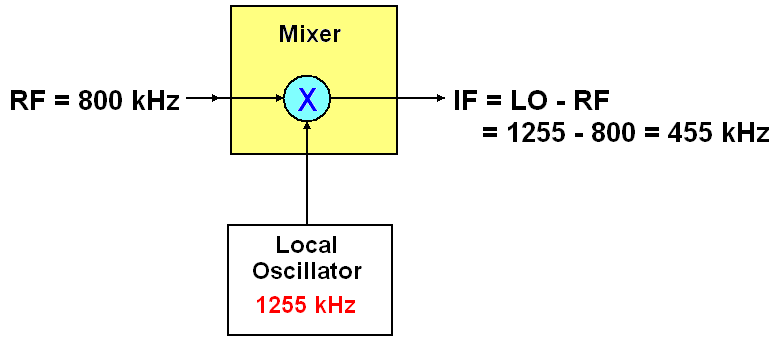 Mixer
RF = 800 kHz
X
IF = LO - RF
= 1255 - 800 = 455 kHz
Local
Oscillator
1255 kHz